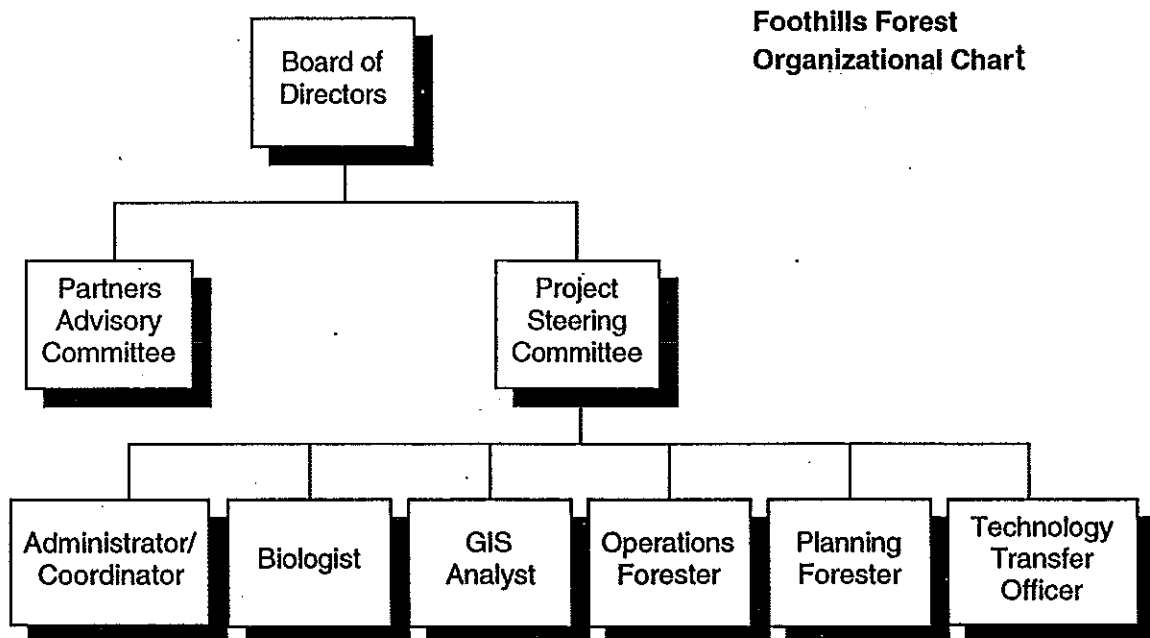 Foothills Forest
Organizational Chart
Board of
Directors
Partners
Advisory
Committee
Project
Steering
Committee
Administrator/
Coordinator
Biologist
GIS
Analyst
Operations
Forester
Planning
Forester
Technology
Transfer
Officer